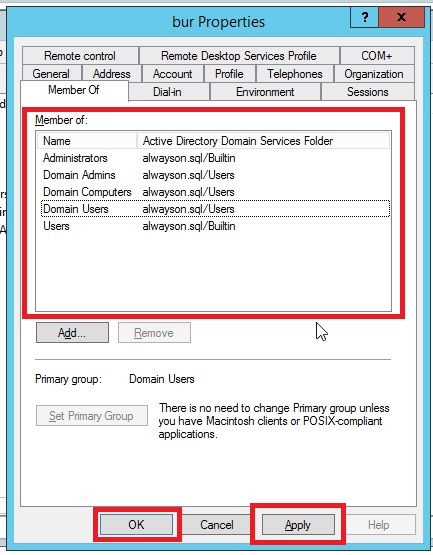 bur Properties
? X
Remote control Remote Desktop Services Profile COM+
General Address Account Profile Telephones Organization
Member Of Dial-in Environment Sessions
Member of:
Name Active Directory Domain Services Folder
Administrators alwayson.sql/Builtin
Domain Admins alwayson.sql/Users
Domain Computers alwayson.sql/Users
Domain Users alwayson.sql/Users
Users alwayson.sql/Builtin
Add... Remove
Primary group: Domain Users
Set Primary Group
There is no need to change Primary group unless
you have Macintosh clients or POSIX-compliant
applications.
OK Cancel Apply Help